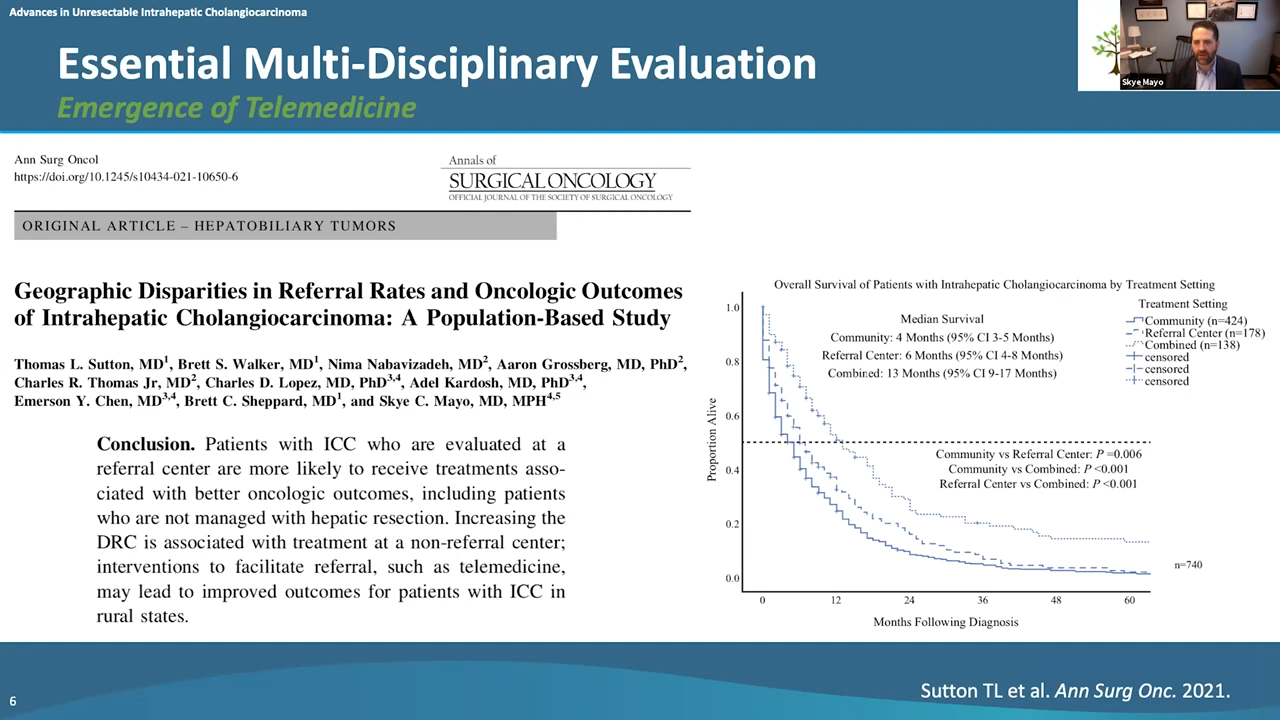 Advances in Unresectable Intrahepatic Cholangiocarcinoma
Essential Multi-Disciplinary Evaluation
Emergence of Telemedicine
Skye Mayo
Ann Surg Oncol
https://doi.org/10.1245/s10434-021-10650-6
Annals of
SURGICAL ONCOLOGY
OFFICIAL JOURNAL OF THE SOCIETY OF SURGICAL ONCOLOGY
ORIGINAL ARTICLE – HEPATOBILIARY TUMORS
Geographic Disparities in Referral Rates and Oncologic Outcomes
of Intrahepatic Cholangiocarcinoma: A Population-Based Study
Thomas L. Sutton, MD1, Brett S. Walker, MD1, Nima Nabavizadeh, MD2, Aaron Grossberg, MD, PhD2,
Charles R. Thomas Jr, MD2, Charles D. Lopez, MD, PhD3,4, Adel Kardosh, MD, PhD3,4,
Emerson Y. Chen, MD3,4, Brett C. Sheppard, MD1, and Skye C. Mayo, MD, MPH4,5
Conclusion. Patients with ICC who are evaluated at a
referral center are more likely to receive treatments asso-
ciated with better oncologic outcomes, including patients
who are not managed with hepatic resection. Increasing the
DRC is associated with treatment at a non-referral center;
interventions to facilitate referral, such as telemedicine,
may lead to improved outcomes for patients with ICC in
rural states.
Overall Survival of Patients with Intrahepatic Cholangiocarcinoma by Treatment Setting
Median Survival
Community: 4 Months (95% CI 3-5 Months)
Referral Center: 6 Months (95% CI 4-8 Months)
Combined: 13 Months (95% CI 9-17 Months)
Treatment Setting
Community (n=424)
Referral Center (n=178)
Combined (n=138)
censored
censored
censored
Community vs Referral Center: P =0.006
Community vs Combined: P <0.001
Referral Center vs Combined: P <0.001
Proportion Alive
1.0
0.8
0.6
0.4
0.2
0.0
n=740
0 12 24 36 48 60
Months Following Diagnosis
6
Sutton TL et al. Ann Surg Onc. 2021.